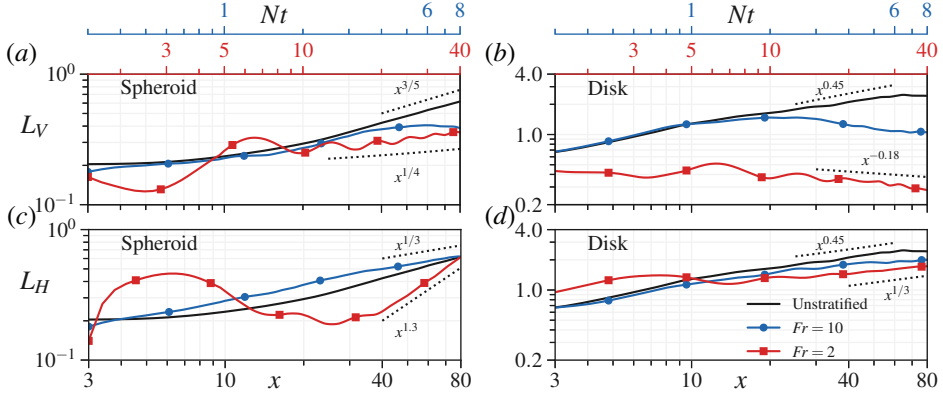 1 6 8 1 6 8
Nt Nt
3 5 10 40 3 5 10 40
(a) (b)
10^0 Spheroid x^{3/5} 4.0 Disk x^{0.45}
L_V 1.0
x^{-0.18}
x^{1/4}
10^{-1} 0.2
(c) (d)
10^0 Spheroid x^{1/3} 4.0 Disk x^{0.45}
L_H 1.0
x^{1/3}
Unstratified
x^{1.3} Fr = 10
Fr = 2
10^{-1} 0.2
3 10 40 80 3 10 40 80
x x